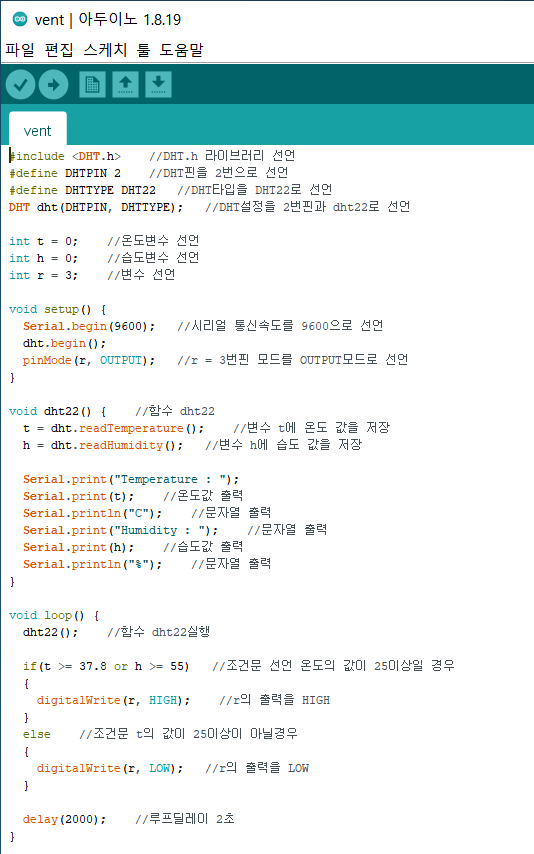 vent | 아두이노 1.8.19
파일 편집 스케치 툴 도움말
vent
#include <DHT.h>    //DHT.h 라이브러리 선언
#define DHTPIN 2    //DHT핀을 2번으로 선언
#define DHTTYPE DHT22   //DHT타입을 DHT22로 선언
DHT dht(DHTPIN, DHTTYPE);   //DHT설정을 2번핀과 dht22로 선언
int t = 0;    //온도변수 선언
int h = 0;    //습도변수 선언
int r = 3;    //변수 선언
void setup() {
  Serial.begin(9600);   //시리얼 통신속도를 9600으로 선언
  dht.begin();
  pinMode(r, OUTPUT);   //r = 3번핀 모드를 OUTPUT모드로 선언
}
void dht22() {    //함수 dht22
  t = dht.readTemperature();    //변수 t에 온도 값을 저장
  h = dht.readHumidity();   //변수 h에 습도 값을 저장
  Serial.print("Temperature : ");
  Serial.print(t);    //온도값 출력
  Serial.println("C");    //문자열 출력
  Serial.print("Humidity : ");    //문자열 출력
  Serial.print(h);    //습도값 출력
  Serial.println("%");    //문자열 출력
}
void loop() {
  dht22();    //함수 dht22실행
  if(t >= 37.8 or h >= 55)   //조건문 선언 온도의 값이 25이상일 경우
  {
    digitalWrite(r, HIGH);    //r의 출력을 HIGH
  }
  else    //조건문 t의 값이 25이상이 아닐경우
  {
    digitalWrite(r, LOW);   //r의 출력을 LOW
  }
  delay(2000);    //루프딜레이 2초
}